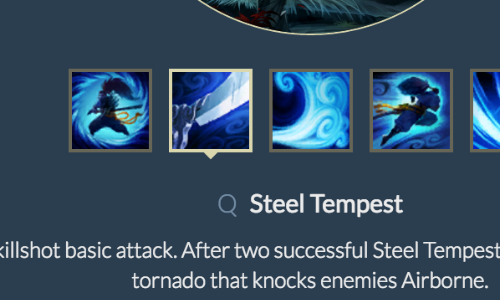 Q Steel Tempest
killshot basic attack. After two successful Steel Tempest
tornado that knocks enemies Airborne.